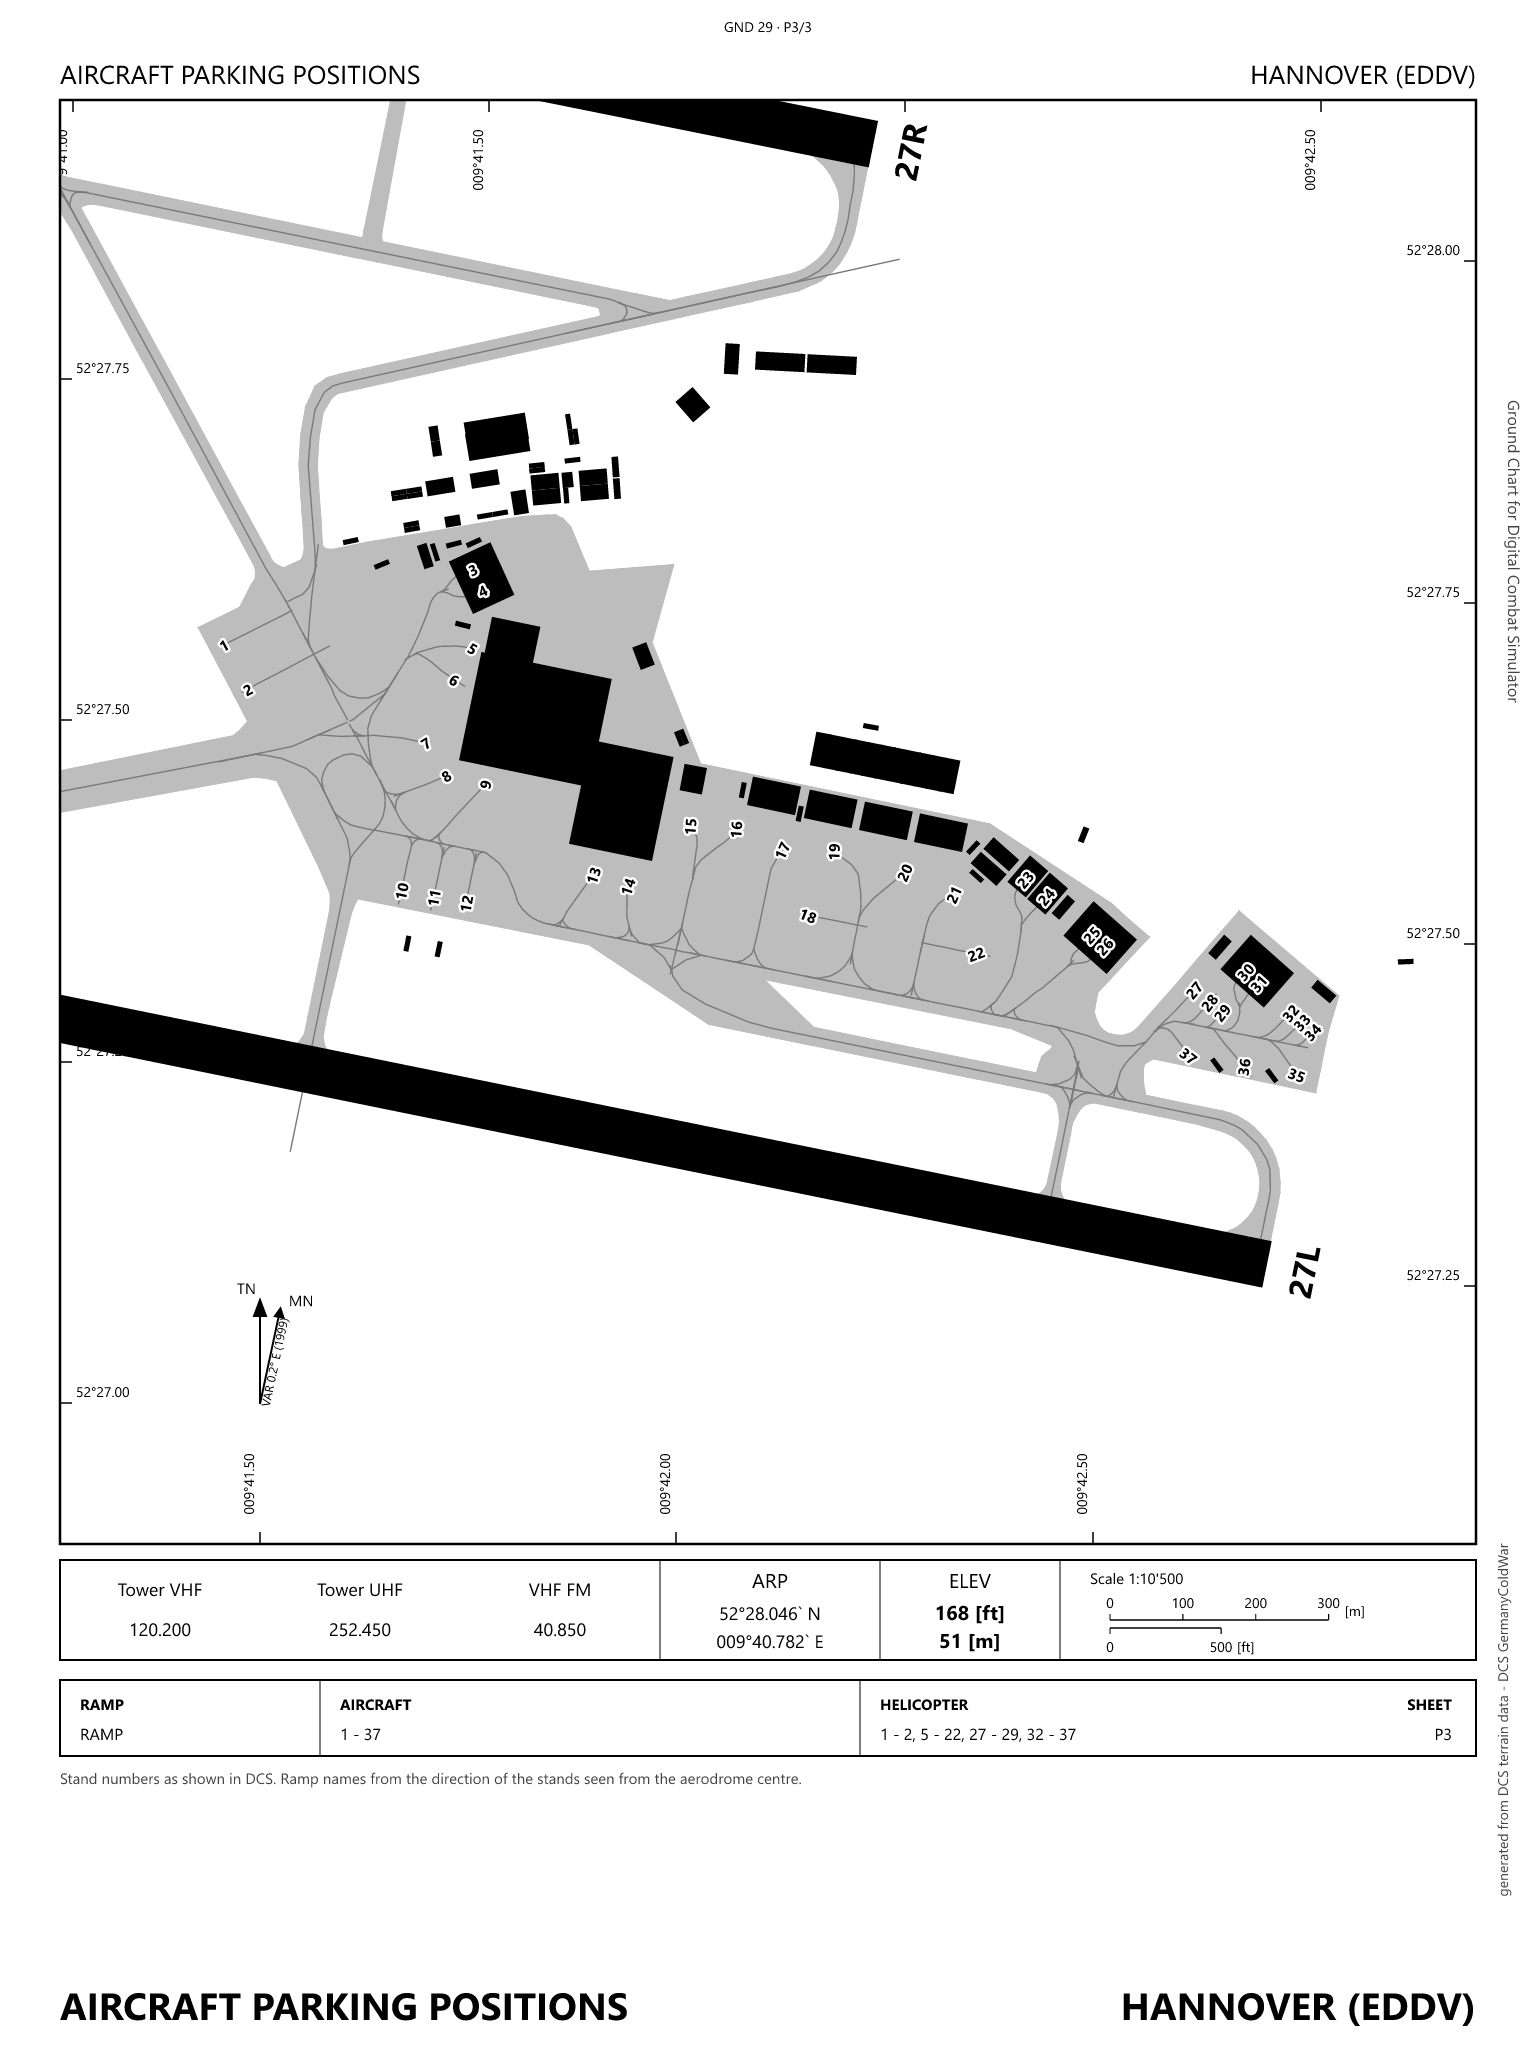 GND 29 · P3/3
AIRCRAFT PARKING POSITIONS
HANNOVER (EDDV)
009°41.50
009°42.50
27R
52°28.00
52°27.75
52°27.75
52°27.50
52°27.50
52°27.25
52°27.00
1
2
3
4
5
6
7
8
9
10
11
12
13
14
15
16
17
18
19
20
21
22
23
24
25
26
27
28
29
30
31
32
33
34
35
36
37
27L
TN
MN
VAR 0.2° E (1999)
009°41.50
009°42.00
009°42.50
Tower VHF
120.200
Tower UHF
252.450
VHF FM
40.850
ARP
52°28.046` N
009°40.782` E
ELEV
168 [ft]
51 [m]
Scale 1:10'500
0 100 200 300 [m]
0 500 [ft]
RAMP
RAMP
AIRCRAFT
1 - 37
HELICOPTER
1 - 2, 5 - 22, 27 - 29, 32 - 37
SHEET
P3
Stand numbers as shown in DCS. Ramp names from the direction of the stands seen from the aerodrome centre.
Ground Chart for Digital Combat Simulator
generated from DCS terrain data - DCS GermanyColdWar
AIRCRAFT PARKING POSITIONS
HANNOVER (EDDV)